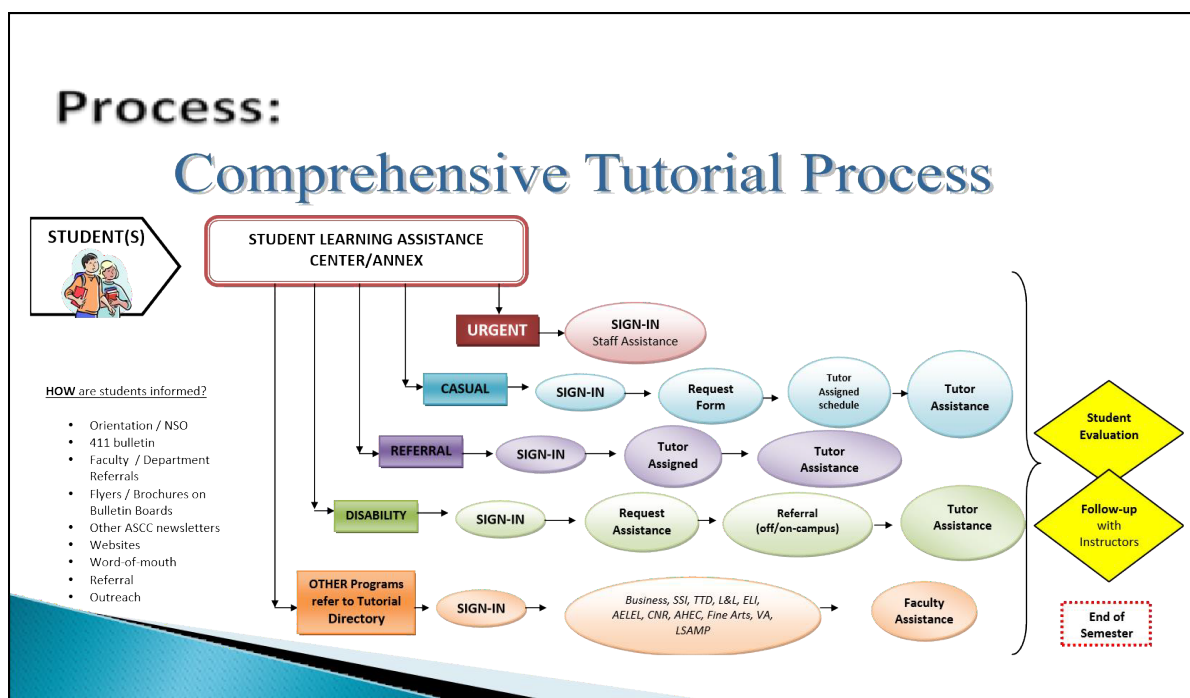 Process:
Comprehensive Tutorial Process
STUDENT(S)
STUDENT LEARNING ASSISTANCE
CENTER/ANNEX
URGENT
SIGN-IN
Staff Assistance
CASUAL
SIGN-IN
Request
Form
Tutor
Assigned
schedule
Tutor
Assistance
REFERRAL
SIGN-IN
Tutor
Assigned
Tutor
Assistance
DISABILITY
SIGN-IN
Request
Assistance
Referral
(off/on-campus)
Tutor
Assistance
OTHER Programs
refer to Tutorial
Directory
SIGN-IN
Business, SSI, TTD, L&L, ELI,
AELEL, CNR, AHEC, Fine Arts, VA,
LSAMP
Faculty
Assistance
HOW are students informed?
• Orientation / NSO
• 411 bulletin
• Faculty / Department
Referrals
• Flyers / Brochures on
Bulletin Boards
• Other ASCC newsletters
• Websites
• Word-of-mouth
• Referral
• Outreach
Student
Evaluation
Follow-up
with
Instructors
End of
Semester